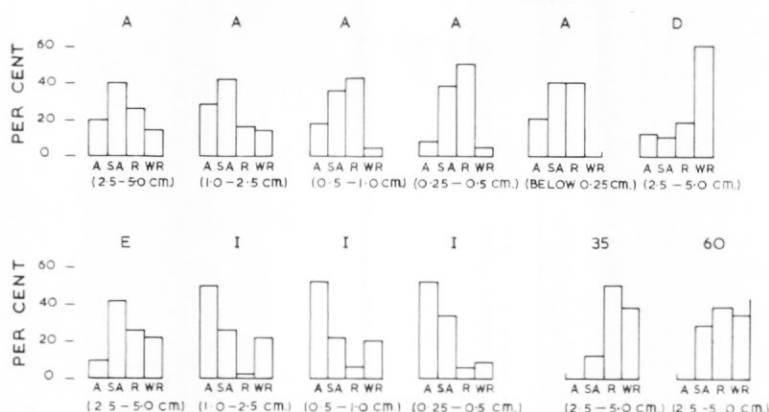 A A A A A D
PER CENT
60
40
20
0
A SA R WR A SA R WR A SA R WR A SA R WR A SA R WR A SA R WR
(2.5-5.0 cm.) (1.0-2.5 cm.) (0.5-1.0 cm.) (0.25-0.5 cm.) (BELOW 0.25 cm.) (2.5-5.0 cm.)
E I I I 35 60
PER CENT
60
40
20
0
A SA R WR A SA R WR A SA R WR A SA R WR A SA R WR A SA R WR
(2.5-5.0 cm.) (1.0-2.5 cm.) (0.5-1.0 cm.) (0.25-0.5 cm.) (2.5-5.0 cm.) (2.5-5.0 cm.)